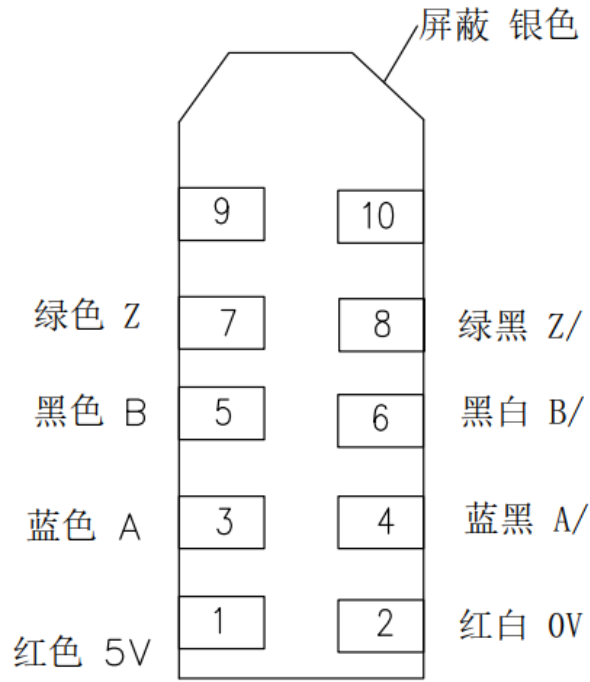 屏蔽 银色
9 10
绿色 Z 7 8 绿黑 Z/
黑色 B 5 6 黑白 B/
蓝色 A 3 4 蓝黑 A/
红色 5V 1 2 红白 0V